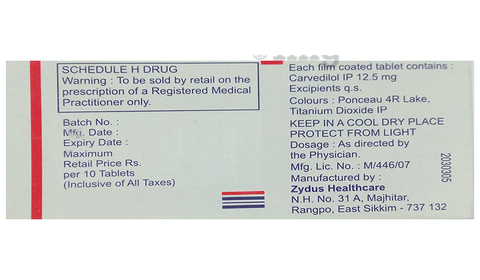 SCHEDULE H DRUG
Warning : To be sold by retail on the
prescription of a Registered Medical
Practitioner only.
Batch No. :
Mfg. Date :
Expiry Date :
Maximum
Retail Price Rs.
per 10 Tablets
(Inclusive of All Taxes)
Each film coated tablet contains :
Carvedilol IP 12.5 mg
Excipients q.s.
Colours : Ponceau 4R Lake,
Titanium Dioxide IP
KEEP IN A COOL DRY PLACE
PROTECT FROM LIGHT
Dosage : As directed by
the Physician.
Mfg. Lic. No. : M/446/07
Manufactured by :
Zydus Healthcare
N.H. No. 31 A, Majhitar,
Rangpo, East Sikkim - 737 132
2030305